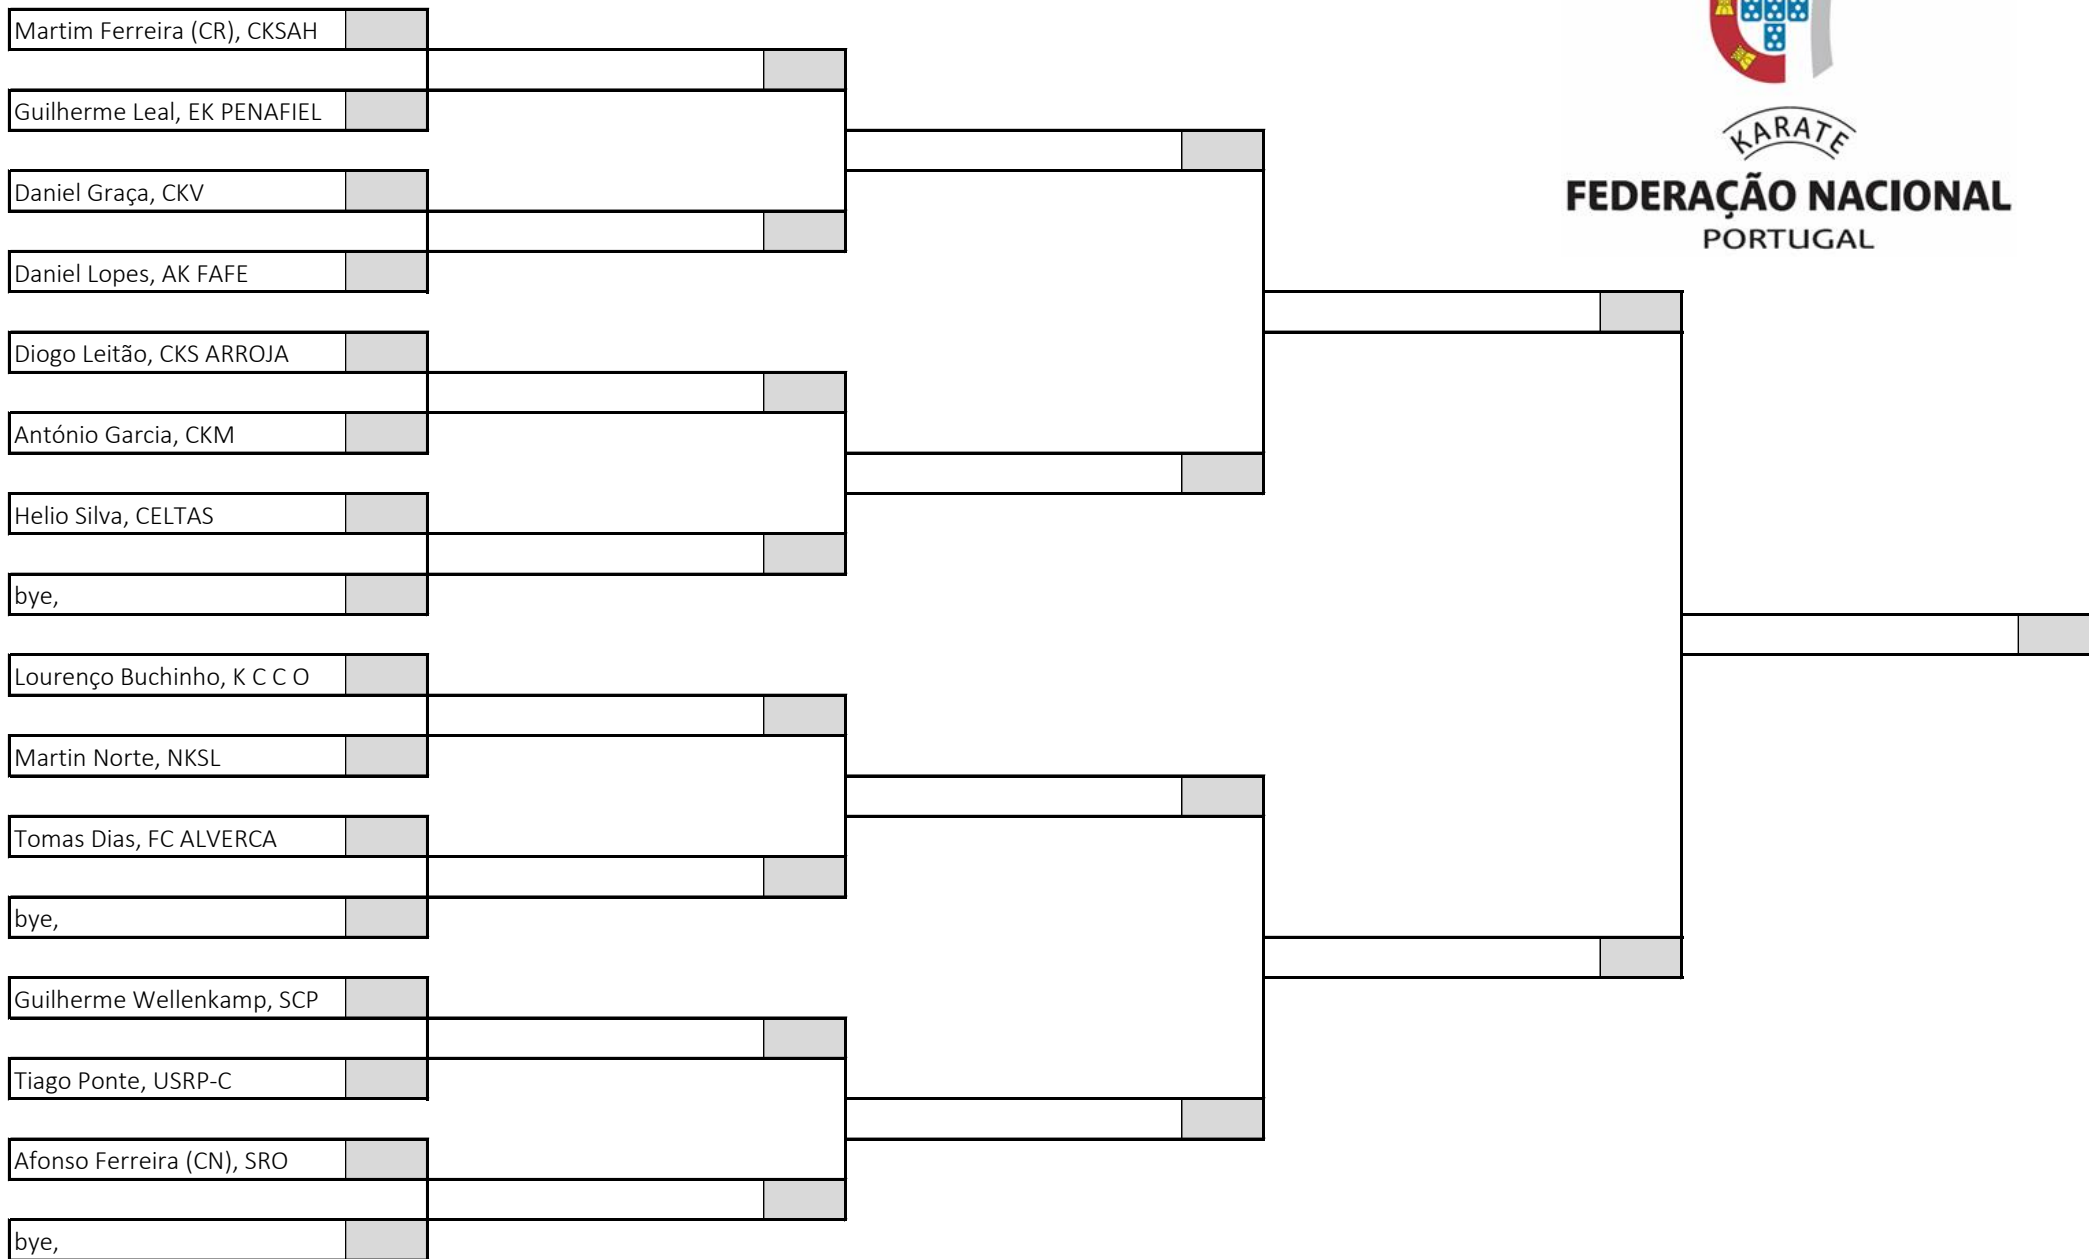 Martim Ferreira (CR), CKSAH
Guilherme Leal, EK PENAFIEL
Daniel Graça, CKV
Daniel Lopes, AK FAFE
Diogo Leitão, CKS ARROJA
António Garcia, CKM
Helio Silva, CELTAS
bye,
Lourenço Buchinho, K C C O
Martin Norte, NKSL
Tomas Dias, FC ALVERCA
bye,
Guilherme Wellenkamp, SCP
Tiago Ponte, USRP-C
Afonso Ferreira (CN), SRO
bye,
KARATE
FEDERAÇÃO NACIONAL
PORTUGAL